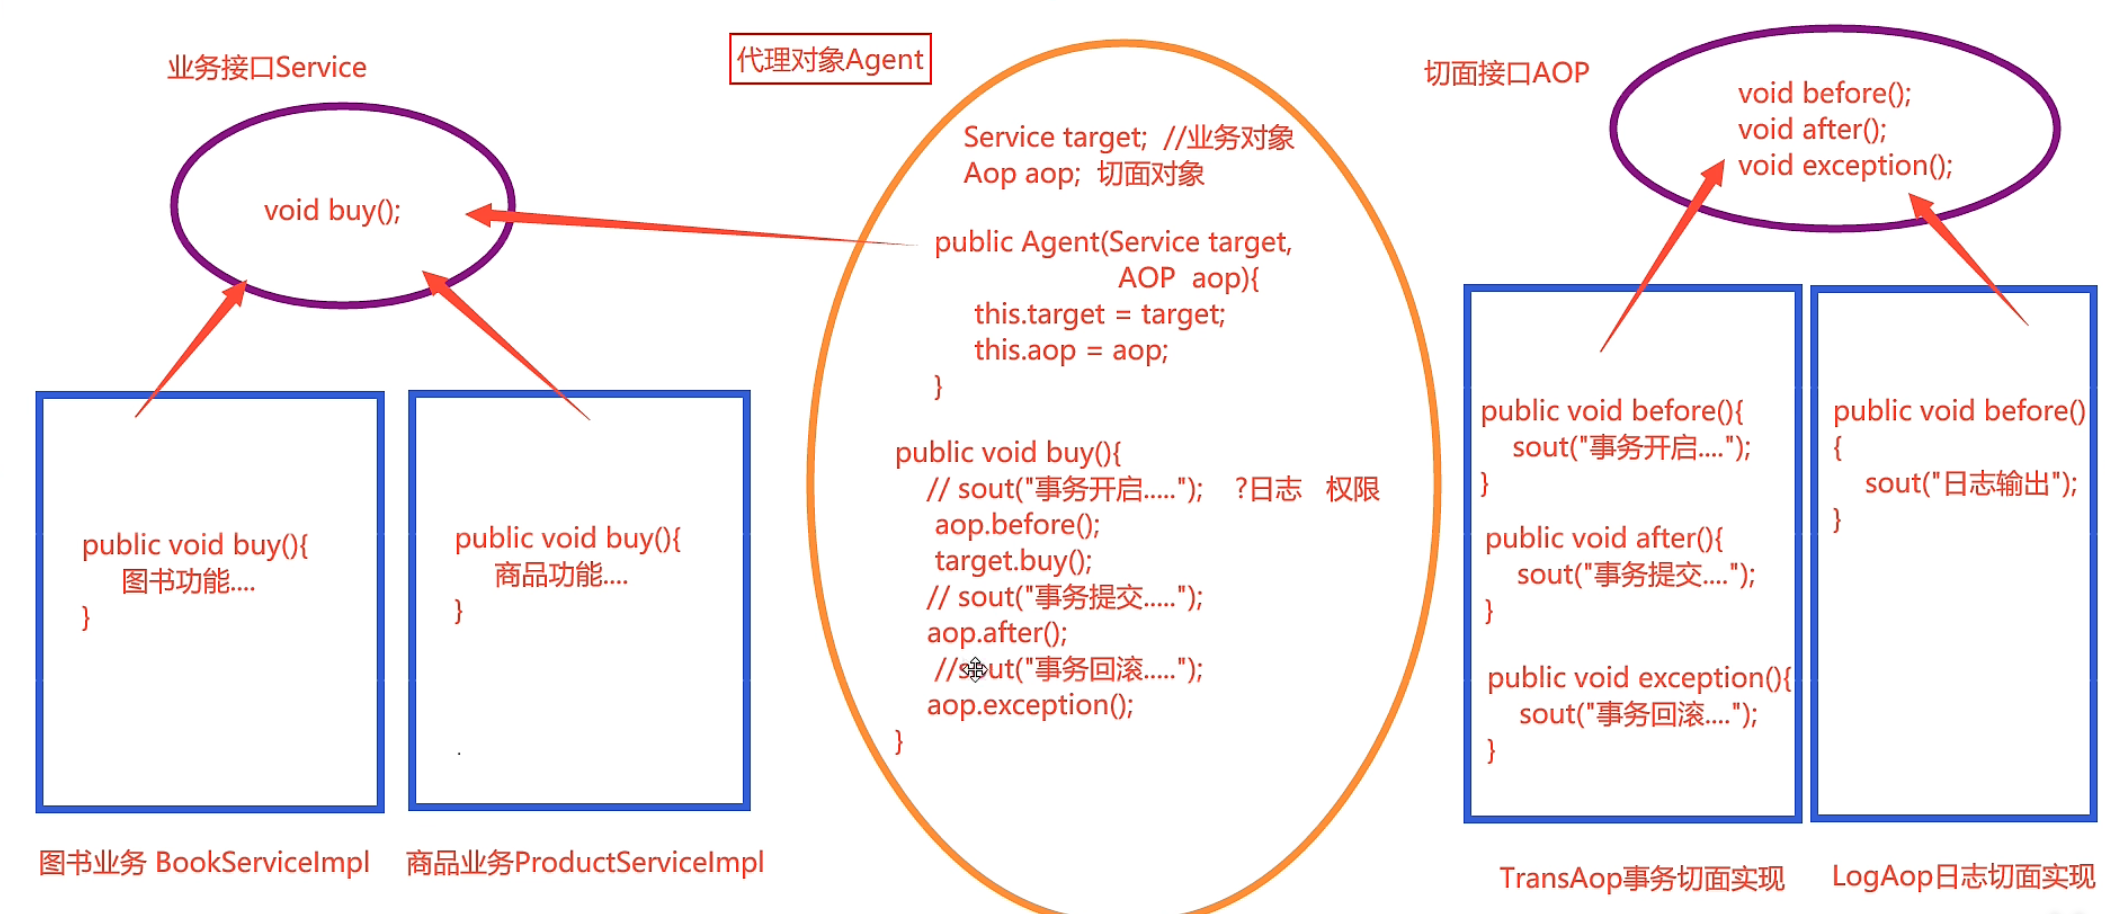 业务接口Service
void buy();
public void buy(){
图书功能....
}
图书业务 BookServiceImpl
public void buy(){
商品功能....
}
商品业务ProductServiceImpl
代理对象Agent
Service target;  //业务对象
Aop aop;  切面对象
public Agent(Service target,
AOP  aop){
this.target = target;
this.aop = aop;
}
public void buy(){
// sout("事务开启.....");    ?日志   权限
aop.before();
target.buy();
// sout("事务提交.....");
aop.after();
//sout("事务回滚.....");
aop.exception();
}
切面接口AOP
void before();
void after();
void exception();
public void before(){
sout("事务开启....");
}
public void after(){
sout("事务提交....");
}
public void exception(){
sout("事务回滚....");
}
TransAop事务切面实现
public void before()
{
sout("日志输出");
}
LogAop日志切面实现